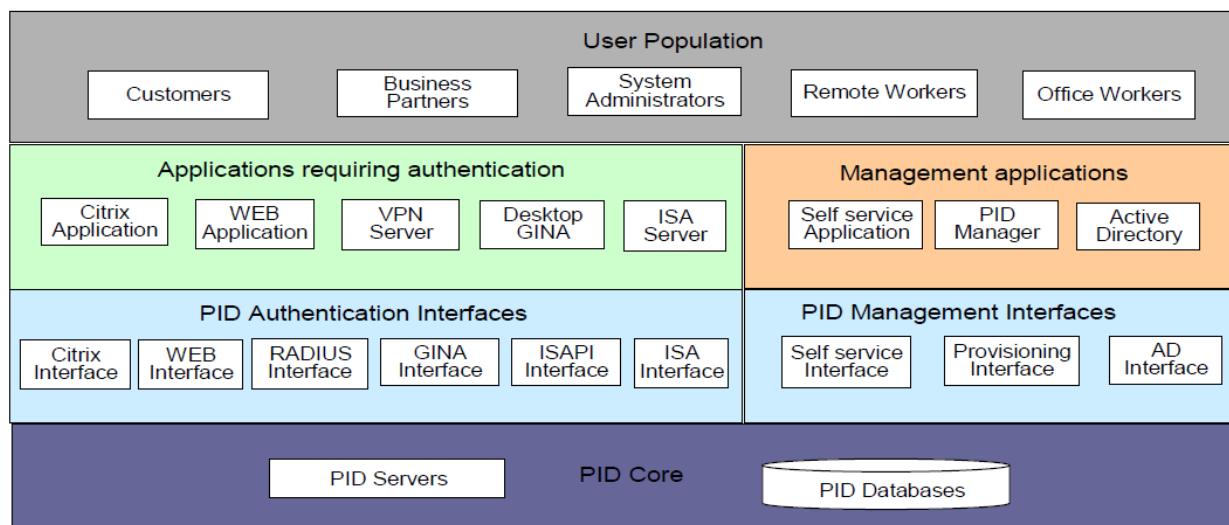 User Population
Customers
Business
Partners
System
Administrators
Remote Workers
Office Workers
Applications requiring authentication
Citrix
Application
WEB
Application
VPN
Server
Desktop
GINA
ISA
Server
Management applications
Self service
Application
PID
Manager
Active
Directory
PID Authentication Interfaces
Citrix
Interface
WEB
Interface
RADIUS
Interface
GINA
Interface
ISAPI
Interface
ISA
Interface
PID Management Interfaces
Self service
Interface
Provisioning
Interface
AD
Interface
PID Servers
PID Core
PID Databases